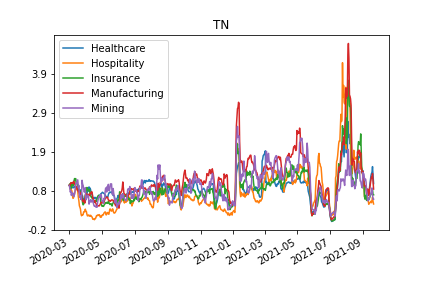 TN
Healthcare
Hospitality
Insurance
Manufacturing
Mining
3.9
2.9
1.9
0.8
-0.2
2020-03
2020-05
2020-07
2020-09
2020-11
2021-01
2021-03
2021-05
2021-07
2021-09